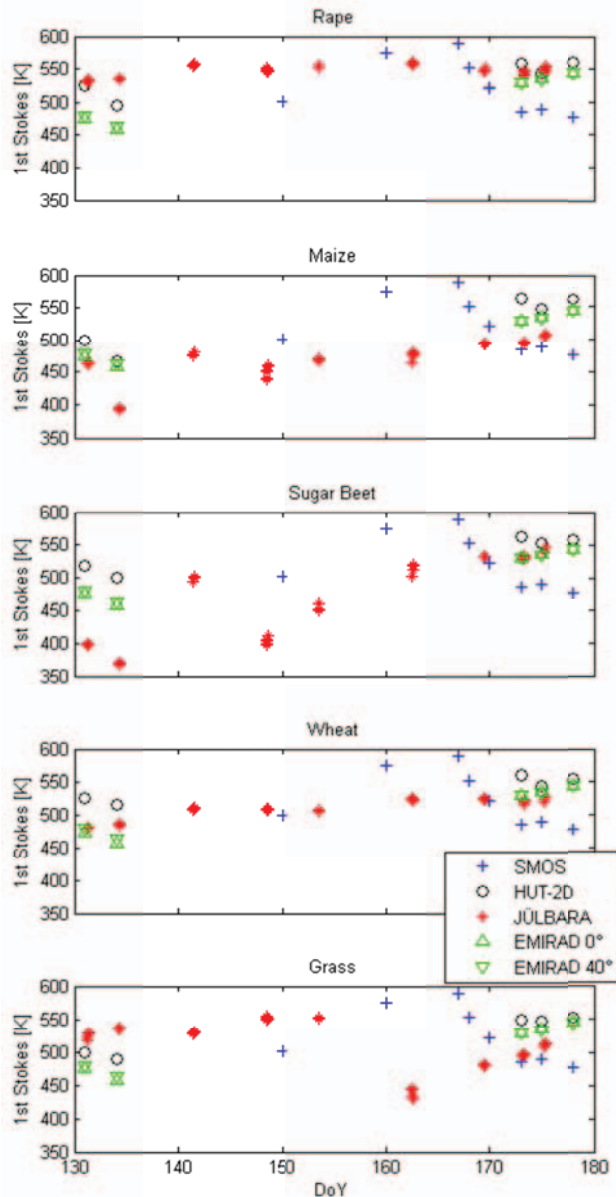 Rape
600
550
500
450
400
350
1st Stokes [K]
Maize
600
550
500
450
400
350
1st Stokes [K]
Sugar Beet
600
550
500
450
400
350
1st Stokes [K]
Wheat
600
550
500
450
400
350
1st Stokes [K]
SMOS
HUT-2D
JÜLBARA
EMIRAD 0°
EMIRAD 40°
Grass
600
550
500
450
400
350
1st Stokes [K]
130 140 150 160 170 180
DoY